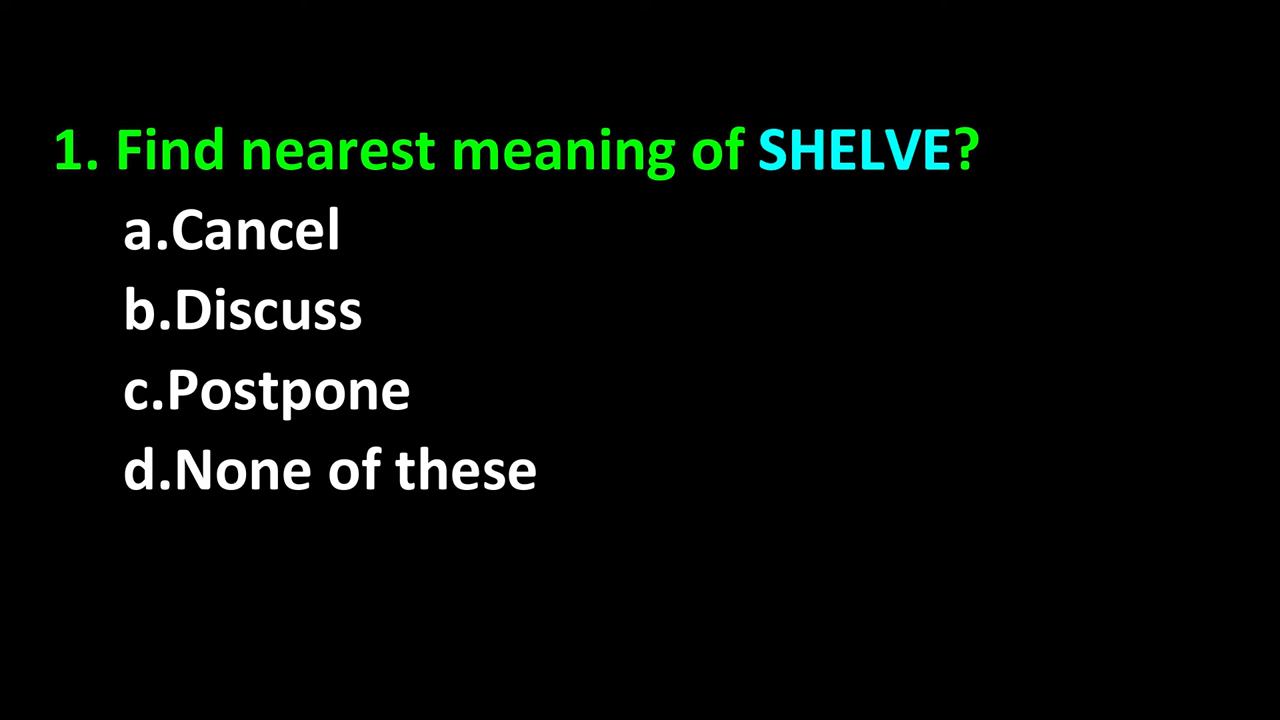 1. Find nearest meaning of SHELVE?
a.Cancel
b.Discuss
c.Postpone
d.None of these